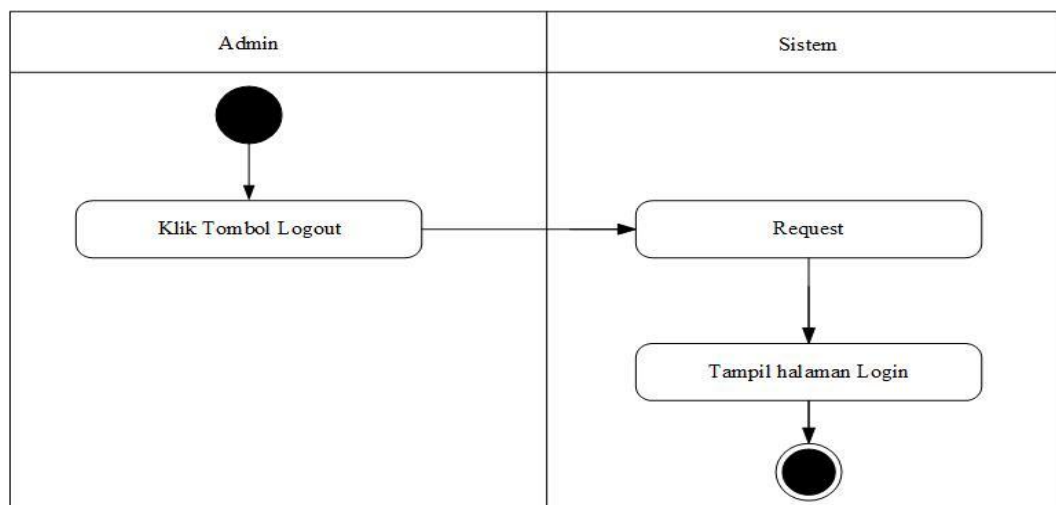 Admin
Sistem
Klik Tombol Logout
Request
Tampil halaman Login